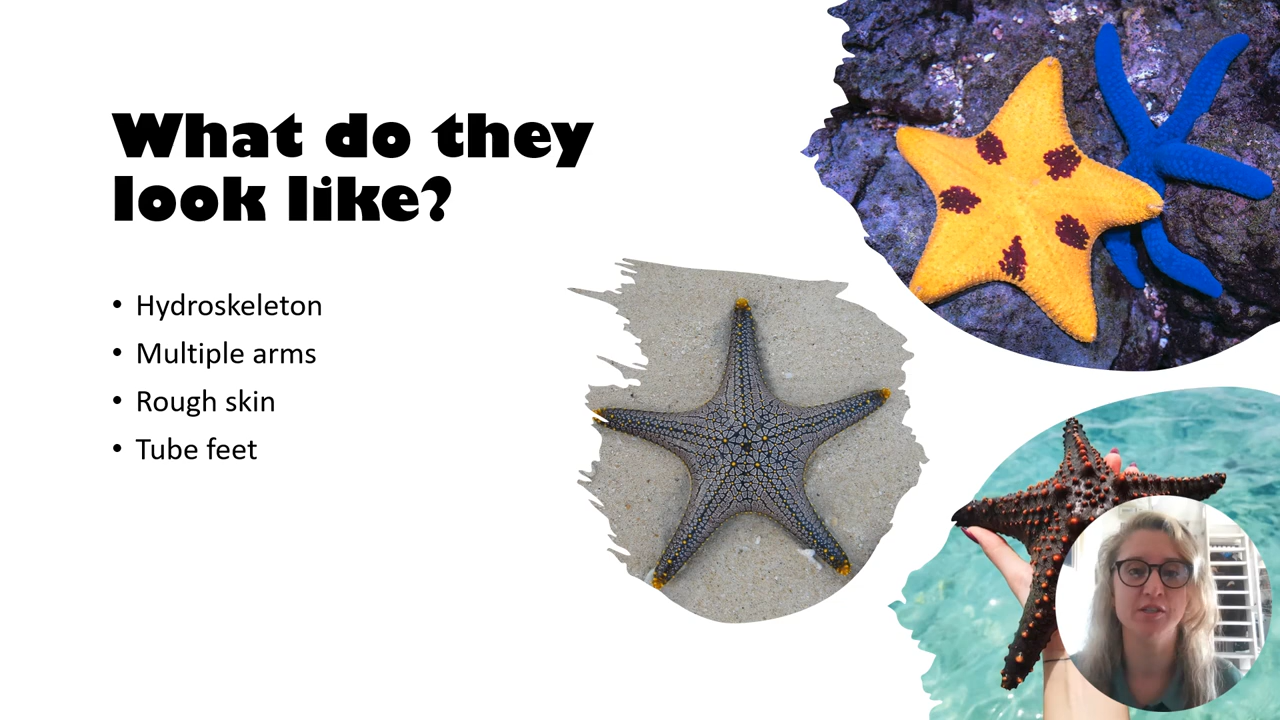 What do they
look like?
• Hydroskeleton
• Multiple arms
• Rough skin
• Tube feet